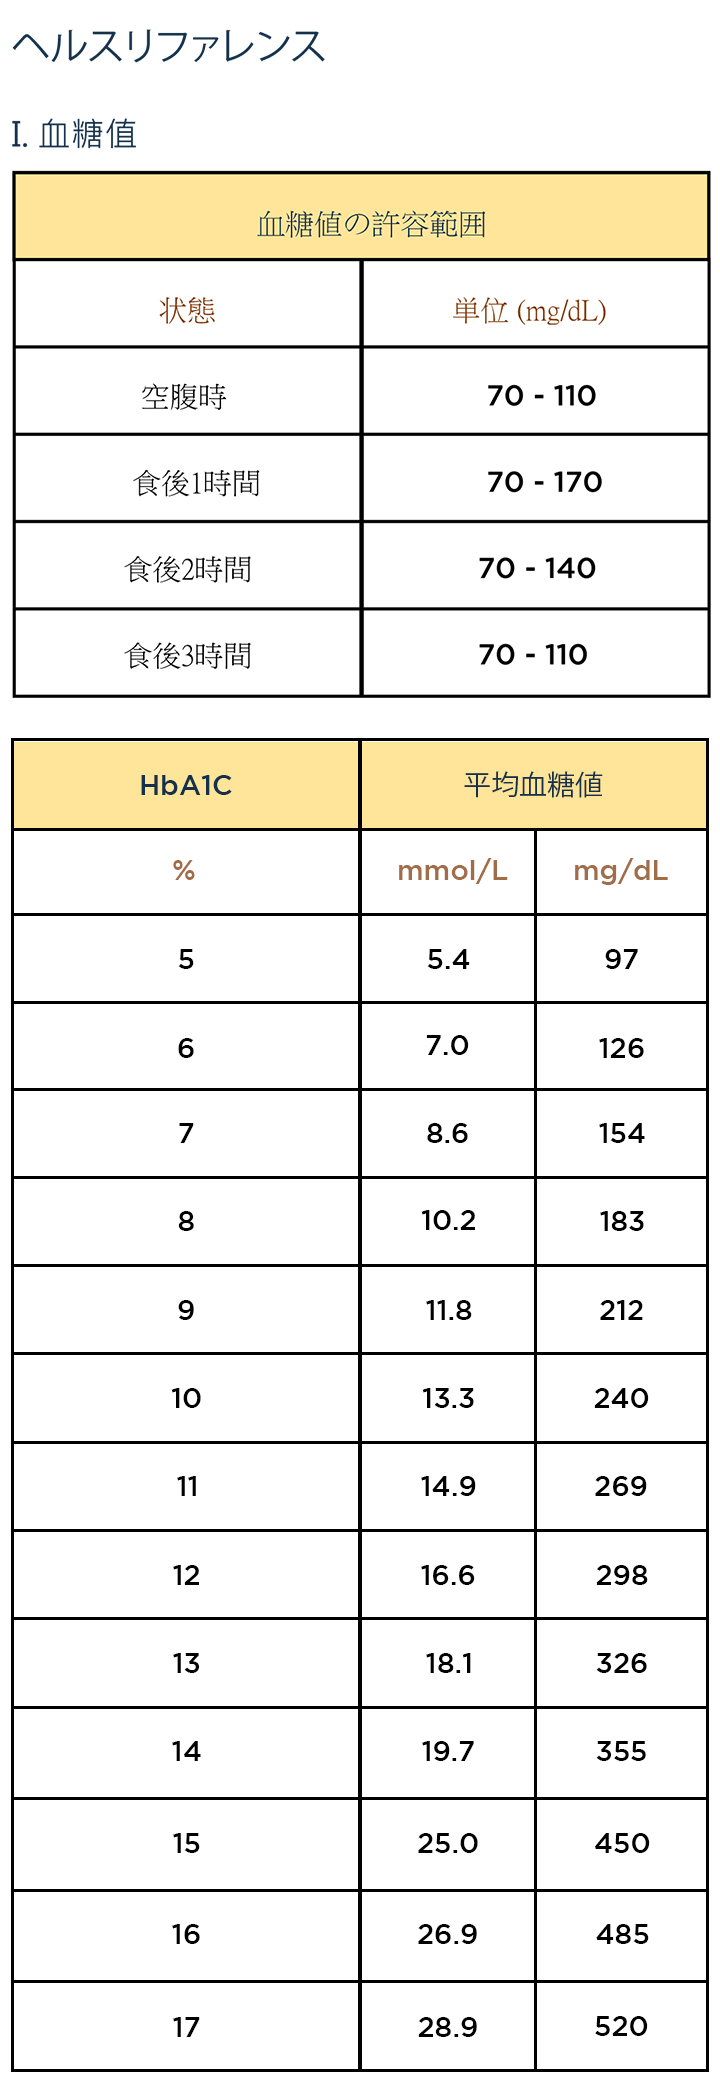 ヘルスリファレンス
I. 血糖値
血糖値の許容範囲
状態 単位 (mg/dL)
空腹時 70 - 110
食後1時間 70 - 170
食後2時間 70 - 140
食後3時間 70 - 110
HbA1C 平均血糖値
% mmol/L mg/dL
5 5.4 97
6 7.0 126
7 8.6 154
8 10.2 183
9 11.8 212
10 13.3 240
11 14.9 269
12 16.6 298
13 18.1 326
14 19.7 355
15 25.0 450
16 26.9 485
17 28.9 520